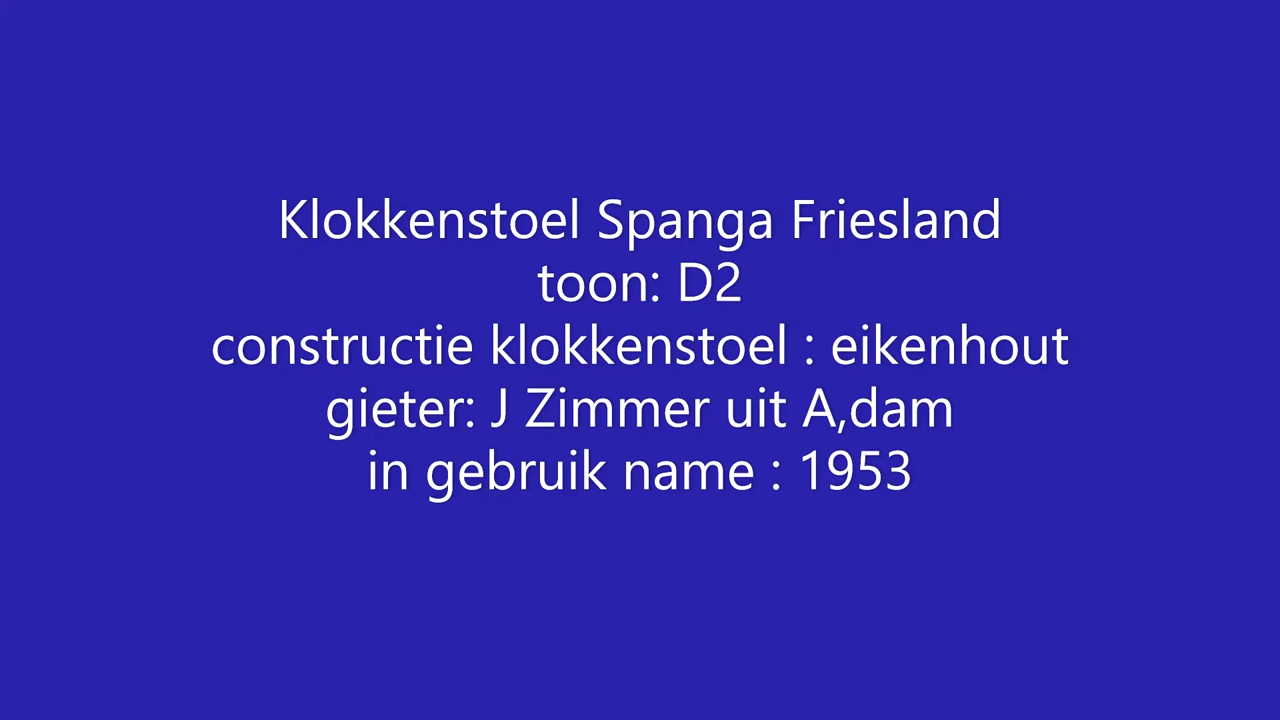 Klokkenstoel Spanga Friesland
toon: D2
constructie klokkenstoel : eikenhout
gieter: J Zimmer uit A,dam
in gebruik name : 1953